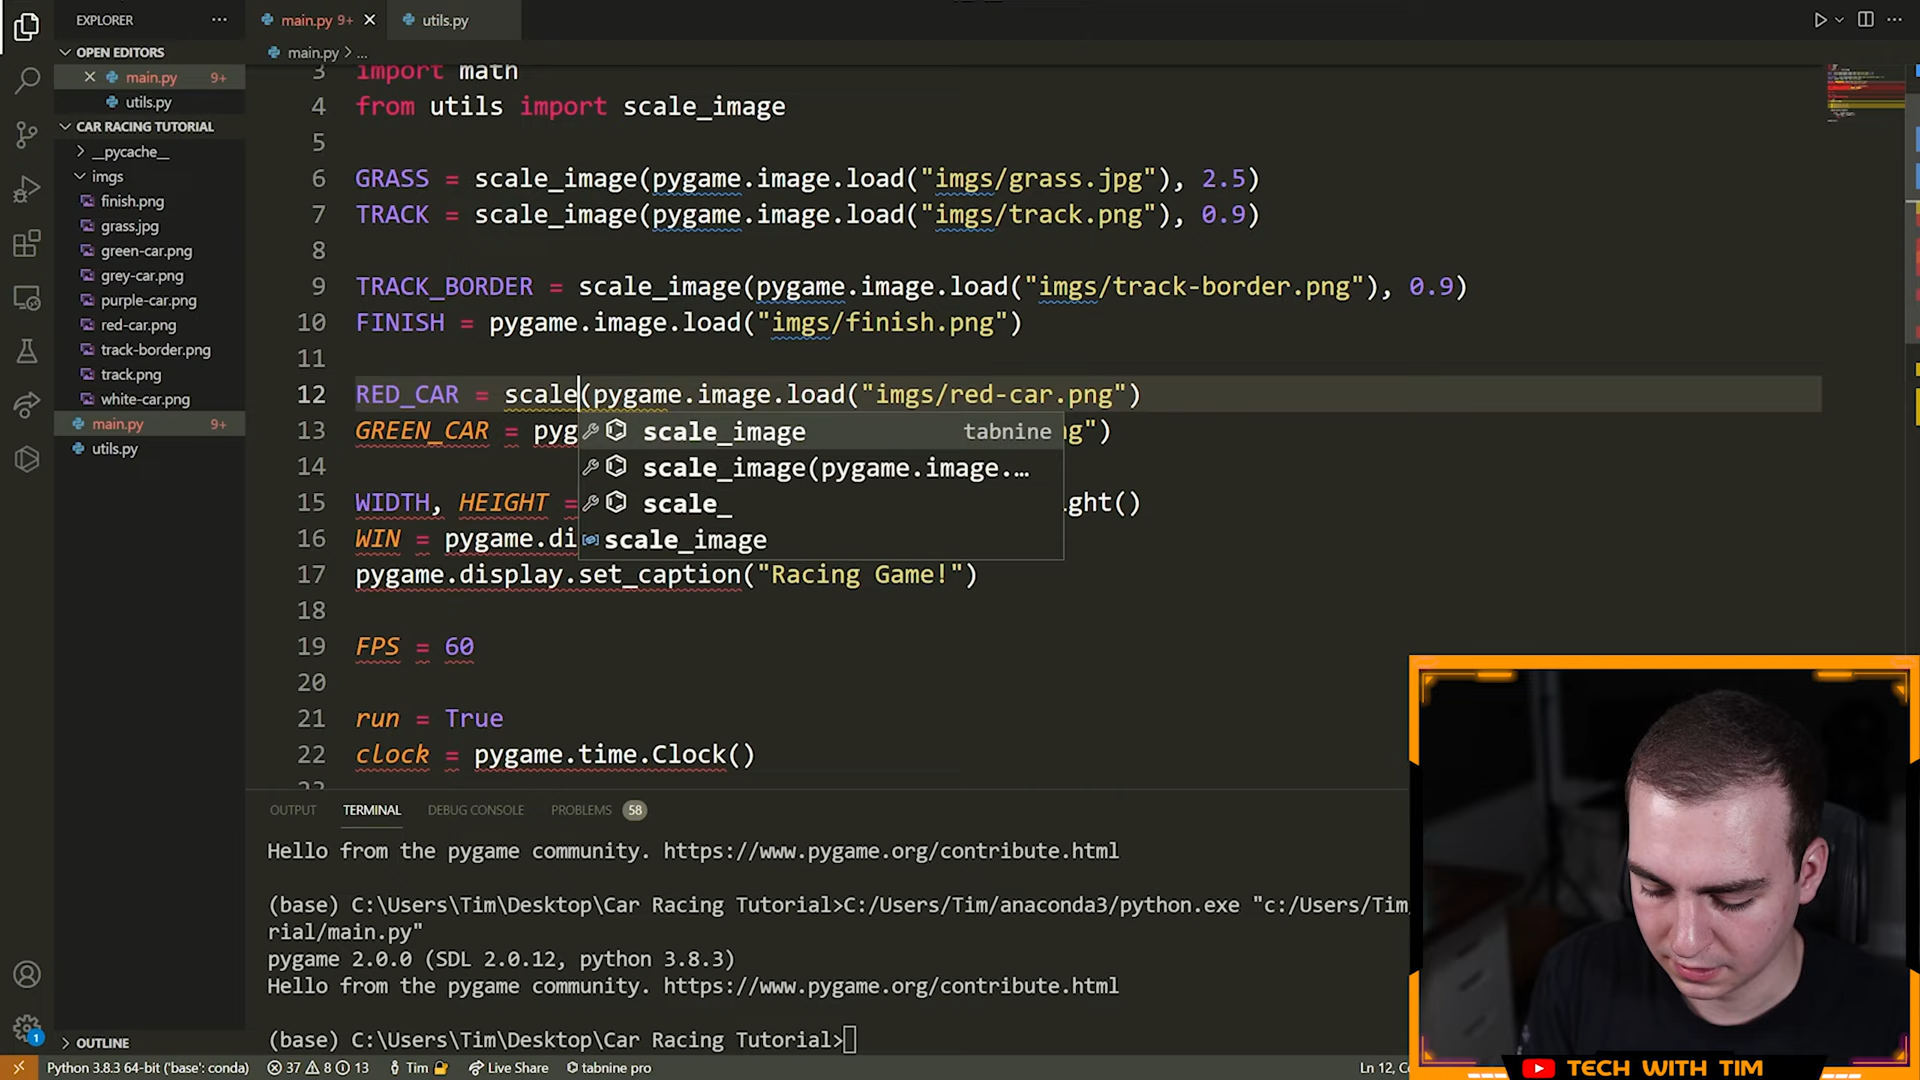 EXPLORER
main.py 9+
utils.py
OPEN EDITORS
main.py > ...
main.py 9+
utils.py
CAR RACING TUTORIAL
__pycache__
imgs
finish.png
grass.jpg
green-car.png
grey-car.png
purple-car.png
red-car.png
track-border.png
track.png
white-car.png
main.py 9+
utils.py
OUTLINE
3 import math
4 from utils import scale_image
5
6 GRASS = scale_image(pygame.image.load("imgs/grass.jpg"), 2.5)
7 TRACK = scale_image(pygame.image.load("imgs/track.png"), 0.9)
8
9 TRACK_BORDER = scale_image(pygame.image.load("imgs/track-border.png"), 0.9)
10 FINISH = pygame.image.load("imgs/finish.png")
11
12 RED_CAR = scale(pygame.image.load("imgs/red-car.png")
13 GREEN_CAR = pyg g")
scale_image tabnine
scale_image(pygame.image....
scale_
scale_image
14
15 WIDTH, HEIGHT = ght()
16 WIN = pygame.di
17 pygame.display.set_caption("Racing Game!")
18
19 FPS = 60
20
21 run = True
22 clock = pygame.time.Clock()
OUTPUT TERMINAL DEBUG CONSOLE PROBLEMS 58
Hello from the pygame community. https://www.pygame.org/contribute.html
(base) C:\Users\Tim\Desktop\Car Racing Tutorial>C:/Users/Tim/anaconda3/python.exe "c:/Users/Tim/
rial/main.py"
pygame 2.0.0 (SDL 2.0.12, python 3.8.3)
Hello from the pygame community. https://www.pygame.org/contribute.html
(base) C:\Users\Tim\Desktop\Car Racing Tutorial>
1
Python 3.8.3 64-bit ('base': conda) 37 8 13 Tim Live Share tabnine pro Ln 12, C
TECH WITH TIM